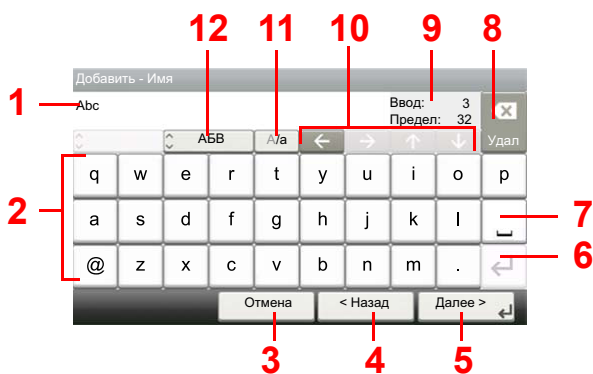 12 11 10 9 8
Добавить - Имя
1 Abc Ввод: 3
Предел: 32
АБВ A/a ← → ↑ ↓ Удал
2 q w e r t y u i o p
a s d f g h j k l 7
@ z x c v b n m . 6
Отмена < Назад Далее >
3 4 5